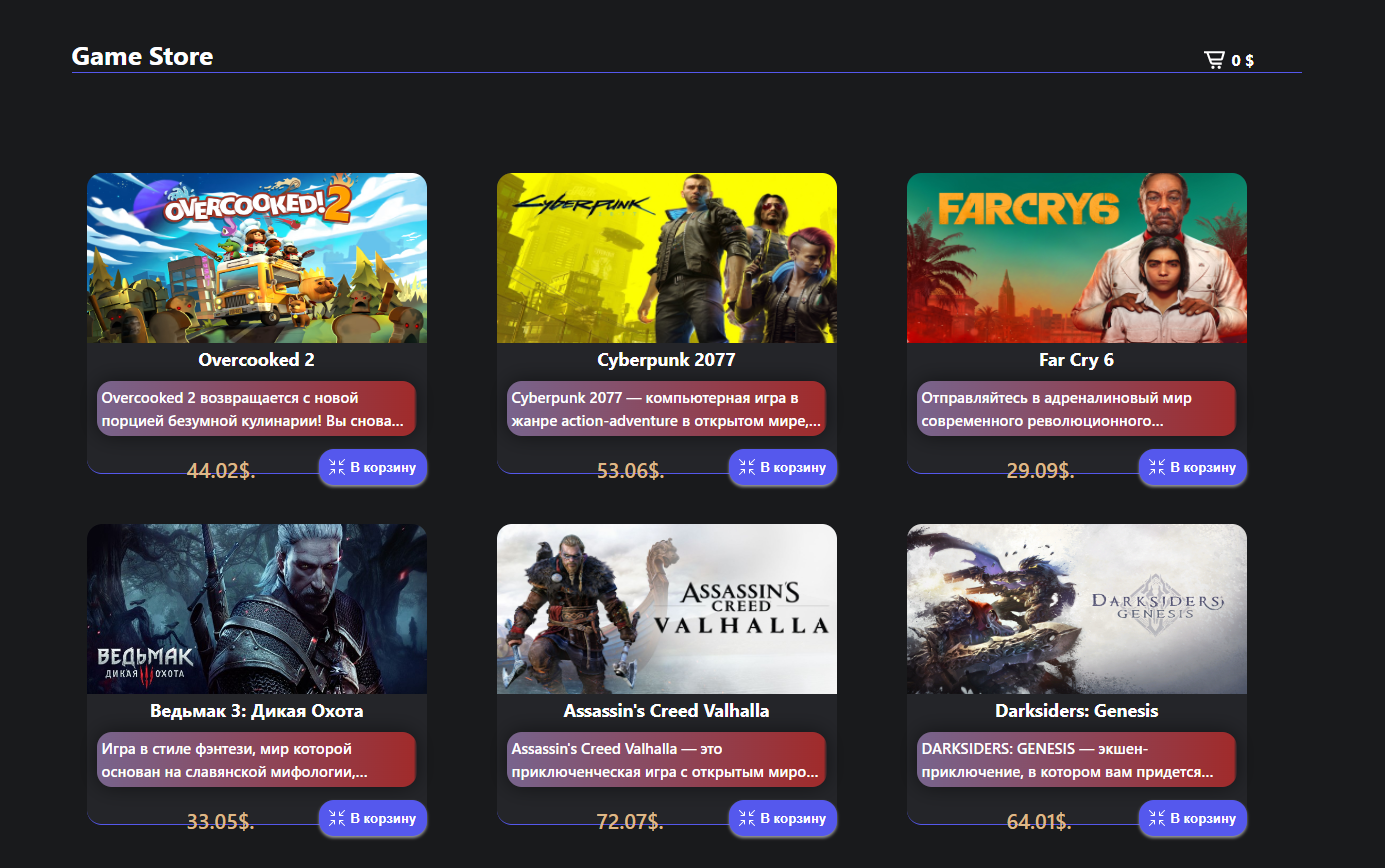 Game Store
0 $
OVERCOOKED! 2
CYBERPUNK
FARCRY6
Overcooked 2
Cyberpunk 2077
Far Cry 6
Overcooked 2 возвращается с новой
порцией безумной кулинарии! Вы снова...
Cyberpunk 2077 — компьютерная игра в
жанре action-adventure в открытом мире,...
Отправляйтесь в адреналиновый мир
современного революционного...
44.02$.
В корзину
53.06$.
В корзину
29.09$.
В корзину
ВЕДЬМАК
ДИКАЯ ОХОТА
ASSASSIN'S
CREED
VALHALLA
DARKSIDERS
GENESIS
Ведьмак 3: Дикая Охота
Assassin's Creed Valhalla
Darksiders: Genesis
Игра в стиле фэнтези, мир которой
основан на славянской мифологии,...
Assassin's Creed Valhalla — это
приключенческая игра с открытым миро...
DARKSIDERS: GENESIS — экшен-
приключение, в котором вам придется...
33.05$.
В корзину
72.07$.
В корзину
64.01$.
В корзину